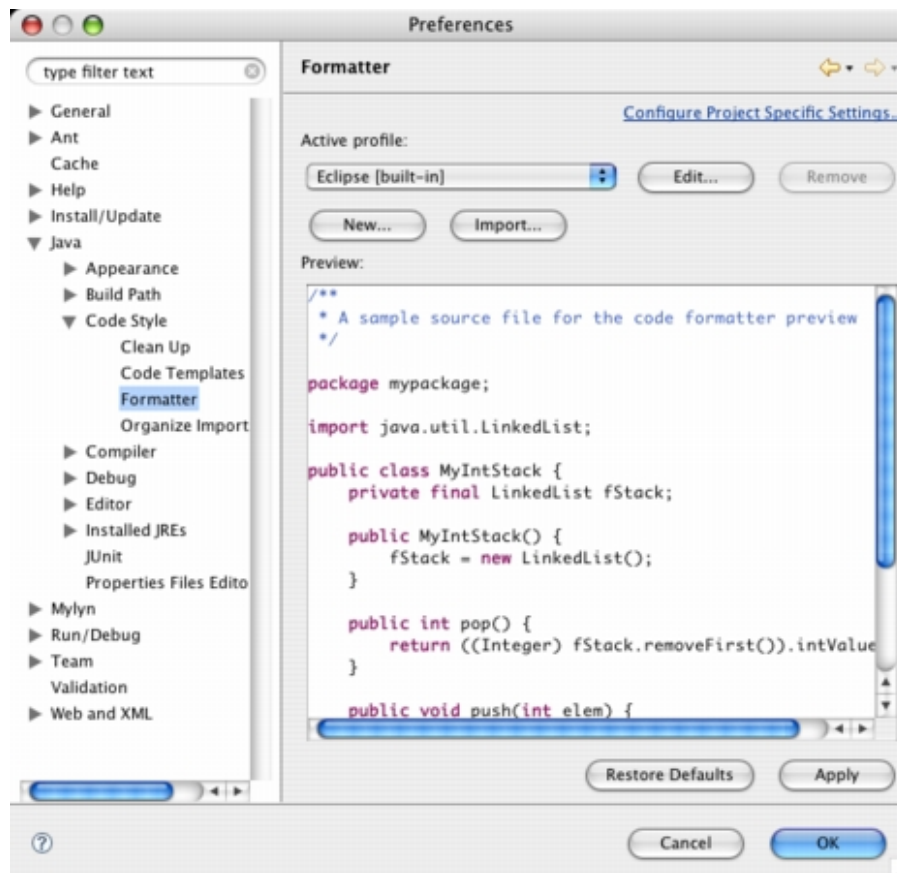 Preferences
type filter text
General
Ant
Cache
Help
Install/Update
Java
Appearance
Build Path
Code Style
Clean Up
Code Templates
Formatter
Organize Import
Compiler
Debug
Editor
Installed JREs
JUnit
Properties Files Edito
Mylyn
Run/Debug
Team
Validation
Web and XML
Formatter
Configure Project Specific Settings..
Active profile:
Eclipse [built-in]
Edit...
Remove
New...
Import...
Preview:
/**
 * A sample source file for the code formatter preview
 */
package mypackage;
import java.util.LinkedList;
public class MyIntStack {
    private final LinkedList fStack;
    public MyIntStack() {
        fStack = new LinkedList();
    }
    public int pop() {
        return ((Integer) fStack.removeFirst()).intValue
    }
    public void push(int elem) {
Restore Defaults
Apply
?
Cancel
OK